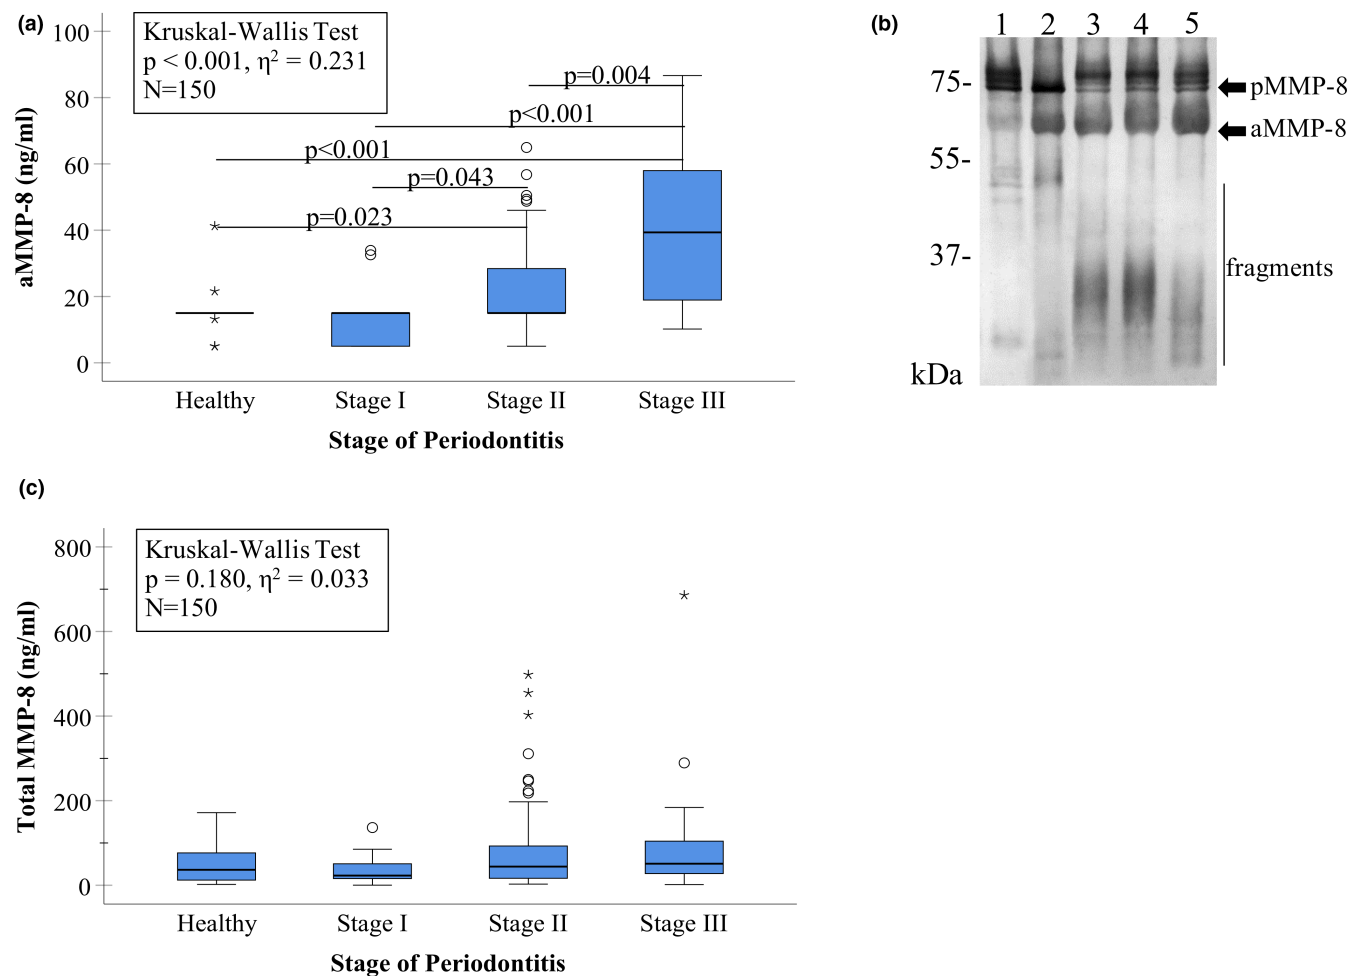 (a)
100
80
60
40
20
0
aMMP-8 (ng/ml)
Kruskal-Wallis Test
p < 0.001, η² = 0.231
N=150
p=0.004
p<0.001
p<0.001
p=0.043
p=0.023
Healthy Stage I Stage II Stage III
Stage of Periodontitis
(b)
1 2 3 4 5
75-
55-
37-
kDa
pMMP-8
aMMP-8
fragments
(c)
800
600
400
200
0
Total MMP-8 (ng/ml)
Kruskal-Wallis Test
p = 0.180, η² = 0.033
N=150
Healthy Stage I Stage II Stage III
Stage of Periodontitis